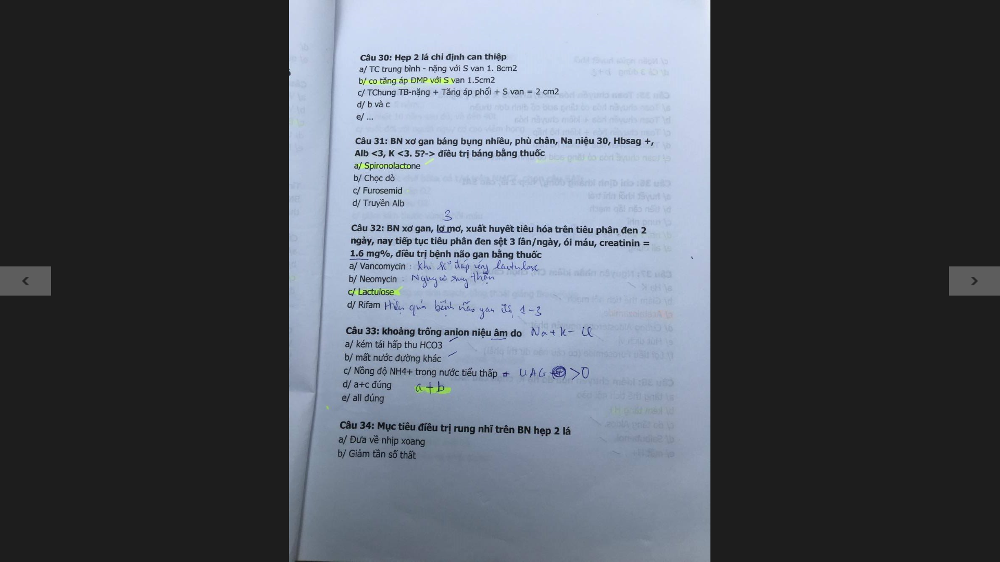 Câu 30: Hẹp 2 lá chỉ định can thiệp
a/ TC trung bình - nặng với S van 1. 8cm2
b/ co tăng áp ĐMP với S van 1.5cm2
c/ TChung TB-nặng + Tăng áp phổi + S van = 2 cm2
d/ b và c
e/ ...
Câu 31: BN xơ gan báng bụng nhiều, phù chân, Na niệu 30, Hbsag +,
Alb <3, K <3. 5?-> điều trị báng bằng thuốc
a/ Spironolactone
b/ Chọc dò
c/ Furosemid
d/ Truyền Alb
3
Câu 32: BN xơ gan, lơ mơ, xuất huyết tiêu hóa trên tiêu phân đen 2
ngày, nay tiếp tục tiêu phân đen sệt 3 lần/ngày, ói máu, creatinin =
1.6 mg%, điều trị bệnh não gan bằng thuốc
a/ Vancomycin : khi đáp ứng lactulose
b/ Neomycin : Nguy cơ suy thận
c/ Lactulose
d/ Rifam Hiệu quả bệnh não gan độ 1-3
Câu 33: khoảng trống anion niệu âm do Na + K - Cl
a/ kém tái hấp thu HCO3
b/ mất nước đường khác
c/ Nồng độ NH4+ trong nước tiểu thấp UAG >0
d/ a+c đúng a+b
e/ all đúng
Câu 34: Mục tiêu điều trị rung nhĩ trên BN hẹp 2 lá
a/ Đưa về nhịp xoang
b/ Giảm tần số thất